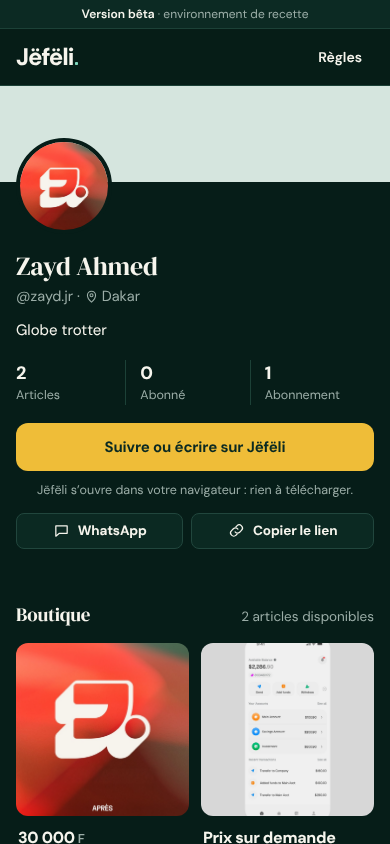 Version bêta · environnement de recette
Jëfëli.
Règles
Zayd Ahmed
@zayd.jr · Dakar
Globe trotter
2
Articles
0
Abonné
1
Abonnement
Suivre ou écrire sur Jëfëli
Jëfëli s’ouvre dans votre navigateur : rien à télécharger.
WhatsApp
Copier le lien
Boutique
2 articles disponibles
APRÈS
30 000 F
Prix sur demande